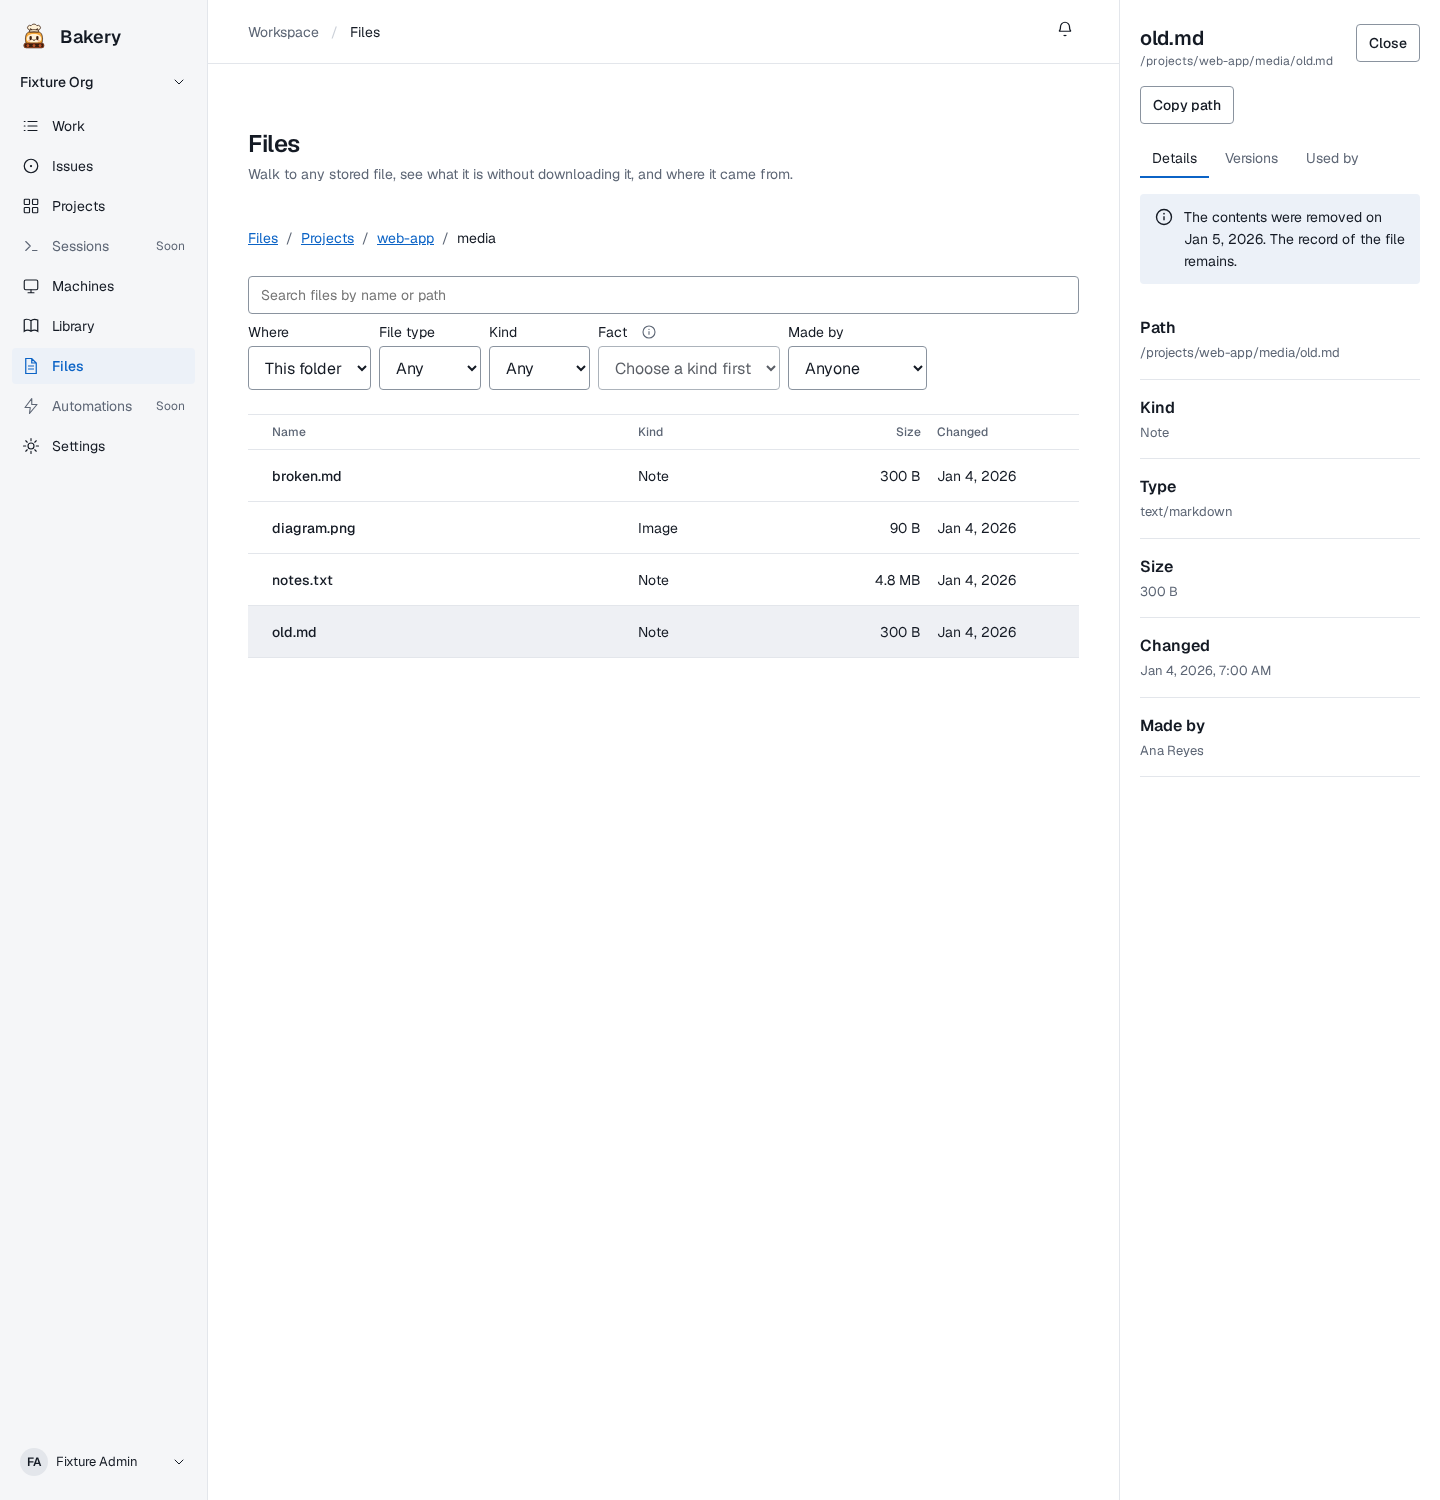 Bakery
Fixture Org
Work
Issues
Projects
Sessions Soon
Machines
Library
Files
Automations Soon
Settings
FA Fixture Admin
Workspace / Files
Files
Walk to any stored file, see what it is without downloading it, and where it came from.
Files / Projects / web-app / media
Search files by name or path
Where File type Kind Fact Made by
This folder Any Any Choose a kind first Anyone
Name Kind Size Changed
broken.md Note 300 B Jan 4, 2026
diagram.png Image 90 B Jan 4, 2026
notes.txt Note 4.8 MB Jan 4, 2026
old.md Note 300 B Jan 4, 2026
old.md
/projects/web-app/media/old.md
Close
Copy path
Details Versions Used by
The contents were removed on
Jan 5, 2026. The record of the file
remains.
Path
/projects/web-app/media/old.md
Kind
Note
Type
text/markdown
Size
300 B
Changed
Jan 4, 2026, 7:00 AM
Made by
Ana Reyes